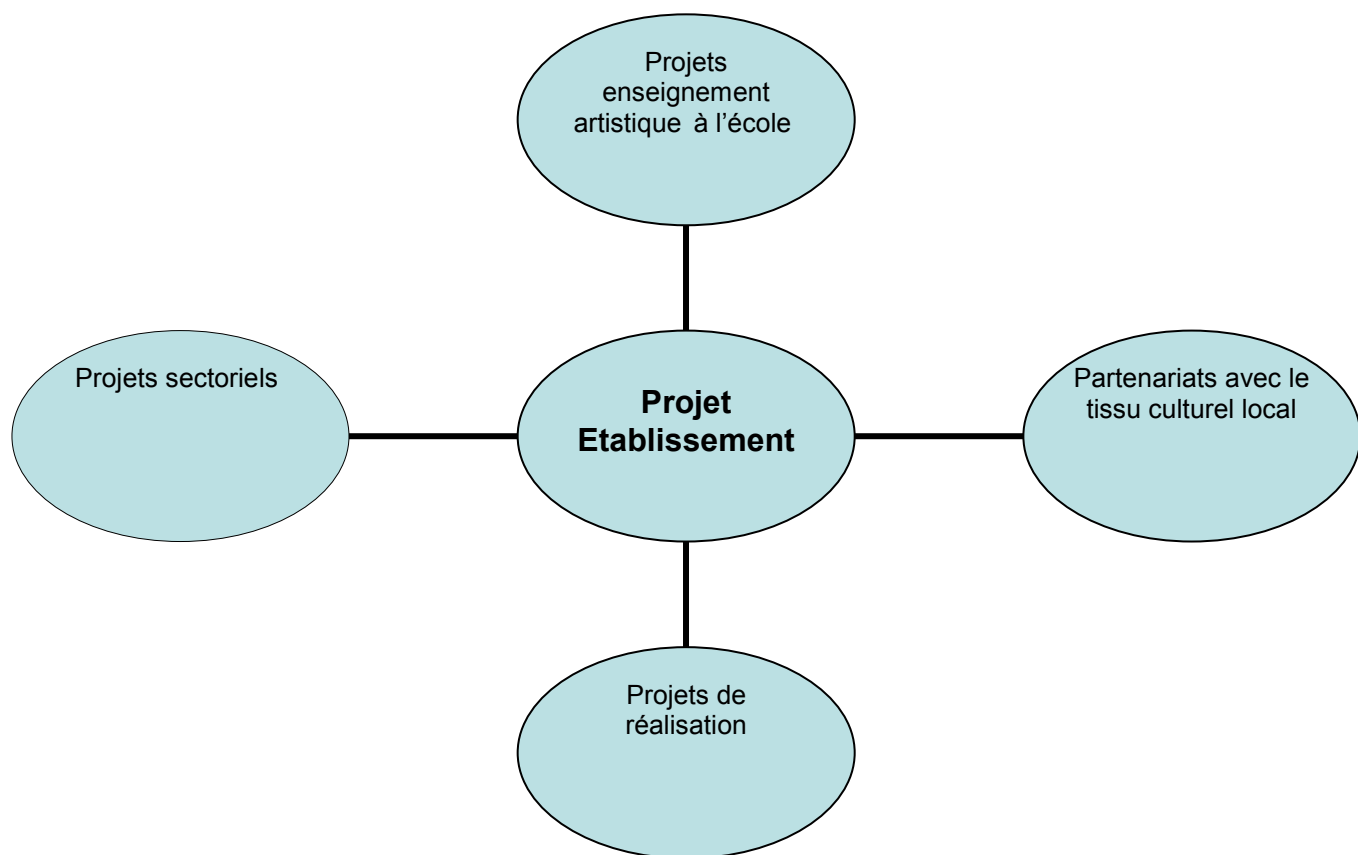 Projets
enseignement
artistique à l'école
Projets sectoriels
Projet
Etablissement
Partenariats avec le
tissu culturel local
Projets de
réalisation